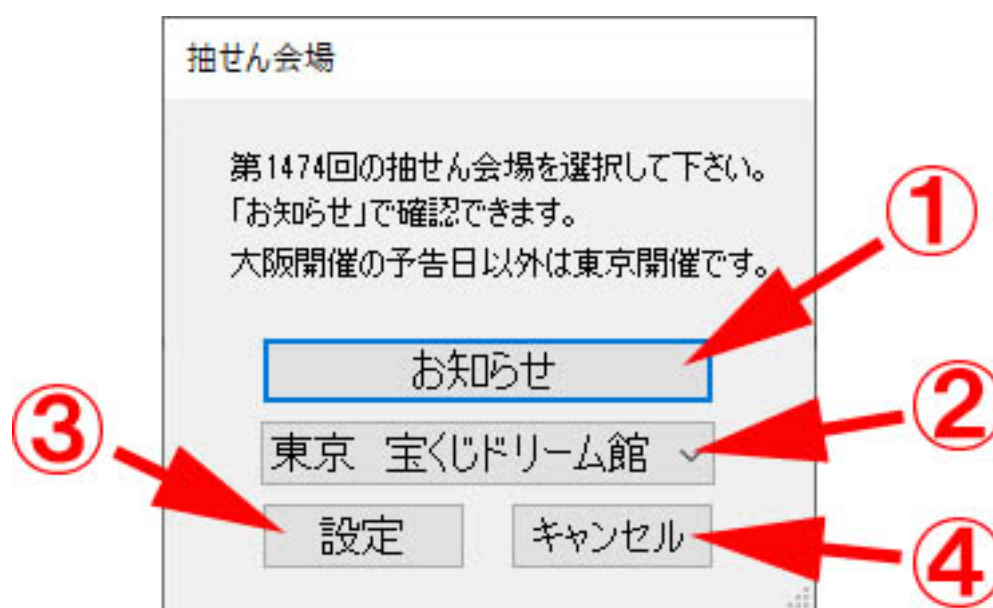 抽せん会場
第1474回の抽せん会場を選択して下さい。
「お知らせ」で確認できます。
大阪開催の予告日以外は東京開催です。
①
お知らせ
②
東京 宝くじドリーム館
③
設定
キャンセル
④